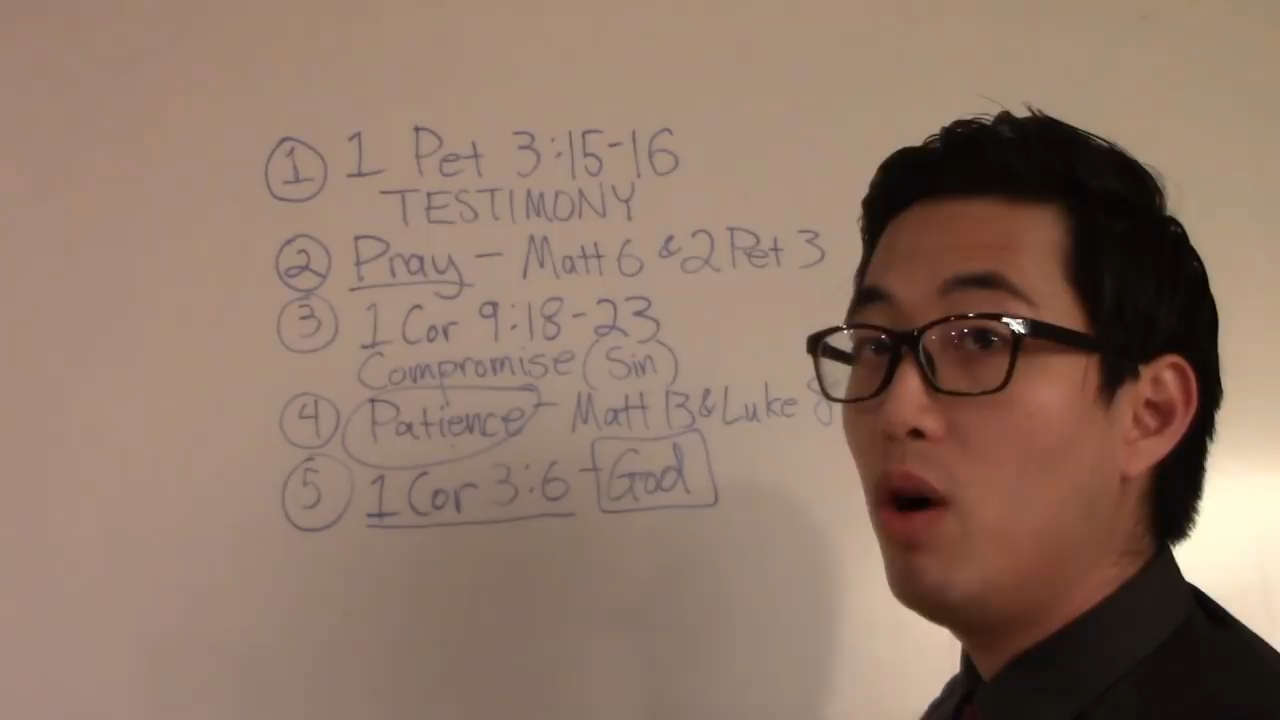 ① 1 Pet 3:15-16
TESTIMONY
② Pray - Matt 6 & 2 Pet 3
③ 1 Cor 9:18-23
Compromise (Sin)
④ Patience - Matt 13 & Luke 8
⑤ 1 Cor 3:6 - God